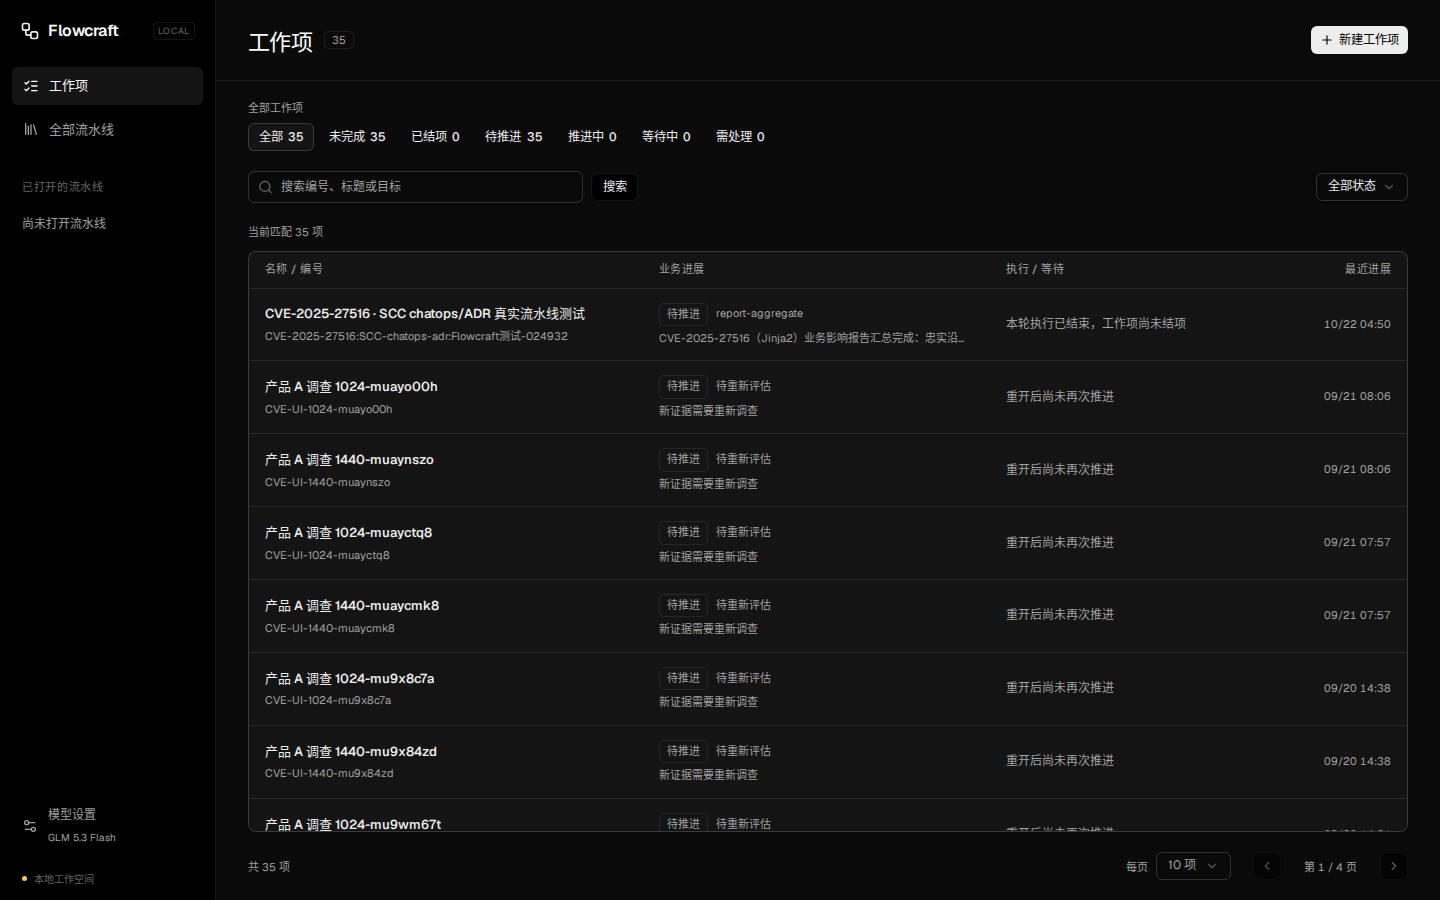 Flowcraft LOCAL
工作项
全部流水线
已打开的流水线
尚未打开流水线
模型设置
GLM 5.3 Flash
本地工作空间
工作项 35
新建工作项
全部工作项
全部 35 未完成 35 已结项 0 待推进 35 推进中 0 等待中 0 需处理 0
搜索编号、标题或目标 搜索 全部状态
当前匹配 35 项
名称 / 编号 业务进展 执行 / 等待 最近进展
CVE-2025-27516 · SCC chatops/ADR 真实流水线测试 待推进 report-aggregate 本轮执行已结束，工作项尚未结项 10/22 04:50
CVE-2025-27516:SCC-chatops-adr:Flowcraft测试-024932 CVE-2025-27516（Jinja2）业务影响报告汇总完成：忠实沿…
产品 A 调查 1024-muayo00h 待推进 待重新评估 重开后尚未再次推进 09/21 08:06
CVE-UI-1024-muayo00h 新证据需要重新调查
产品 A 调查 1440-muaynszo 待推进 待重新评估 重开后尚未再次推进 09/21 08:06
CVE-UI-1440-muaynszo 新证据需要重新调查
产品 A 调查 1024-muayctq8 待推进 待重新评估 重开后尚未再次推进 09/21 07:57
CVE-UI-1024-muayctq8 新证据需要重新调查
产品 A 调查 1440-muaycmk8 待推进 待重新评估 重开后尚未再次推进 09/21 07:57
CVE-UI-1440-muaycmk8 新证据需要重新调查
产品 A 调查 1024-mu9x8c7a 待推进 待重新评估 重开后尚未再次推进 09/20 14:38
CVE-UI-1024-mu9x8c7a 新证据需要重新调查
产品 A 调查 1440-mu9x84zd 待推进 待重新评估 重开后尚未再次推进 09/20 14:38
CVE-UI-1440-mu9x84zd 新证据需要重新调查
产品 A 调查 1024-mu9wm67t 待推进 待重新评估
共 35 项 每页 10 项 第 1 / 4 页